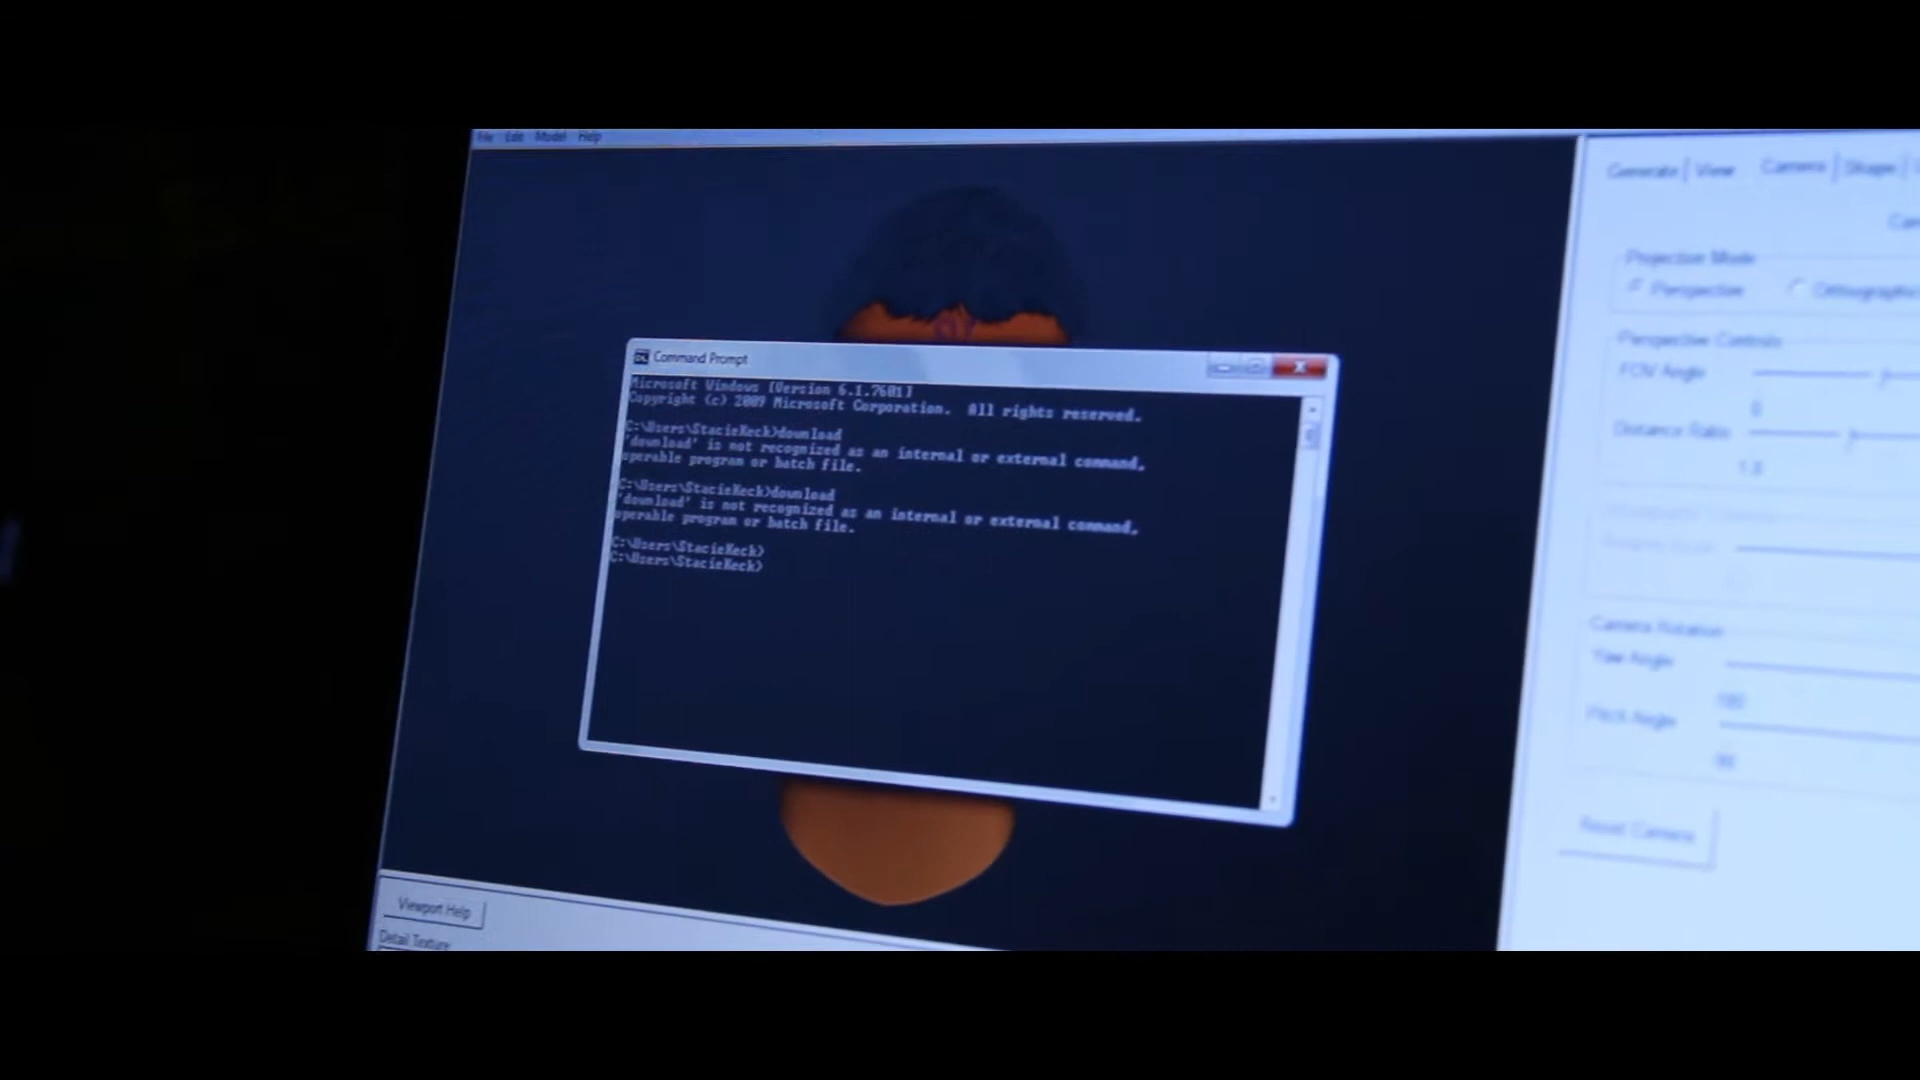 File Edit Model Help
Generate View Camera Shape
Projection Mode
Perspective Orthographic
Perspective Controls
FOV Angle
0
Distance Ratio
1.0
Camera Rotation
Yaw Angle
180
Pitch Angle
Reset Camera
Command Prompt
Microsoft Windows [Version 6.1.7601]
Copyright (c) 2009 Microsoft Corporation.  All rights reserved.
C:\Users\StacieKeck>download
'download' is not recognized as an internal or external command,
operable program or batch file.
C:\Users\StacieKeck>download
'download' is not recognized as an internal or external command,
operable program or batch file.
C:\Users\StacieKeck>
C:\Users\StacieKeck>
Viewport Help
Detail Texture